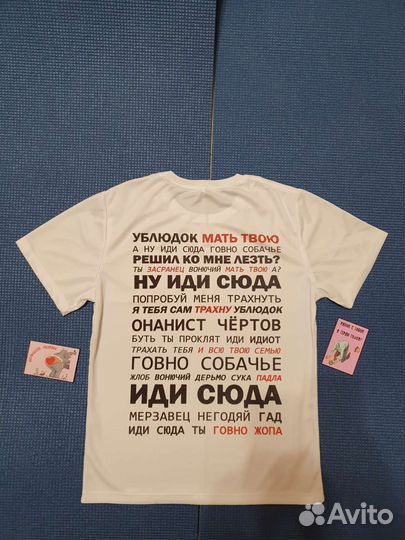 УБЛЮДОК МАТЬ ТВОЮ
А НУ ИДИ СЮДА ГОВНО СОБАЧЬЕ
РЕШИЛ КО МНЕ ЛЕЗТЬ?
ТЫ ЗАСРАНЕЦ ВОНЮЧИЙ МАТЬ ТВОЮ А?
НУ ИДИ СЮДА
ПОПРОБУЙ МЕНЯ ТРАХНУТЬ
Я ТЕБЯ САМ ТРАХНУ УБЛЮДОК
ОНАНИСТ ЧЁРТОВ
БУТЬ ТЫ ПРОКЛЯТ ИДИ ИДИОТ
ТРАХАТЬ ТЕБЯ И ВСЮ ТВОЮ СЕМЬЮ
ГОВНО СОБАЧЬЕ
ЖЛОБ ВОНЮЧИЙ ДЕРЬМО СУКА ПАДЛА
ИДИ СЮДА
МЕРЗАВЕЦ НЕГОДЯЙ ГАД
ИДИ СЮДА ТЫ ГОВНО ЖОПА
Avito